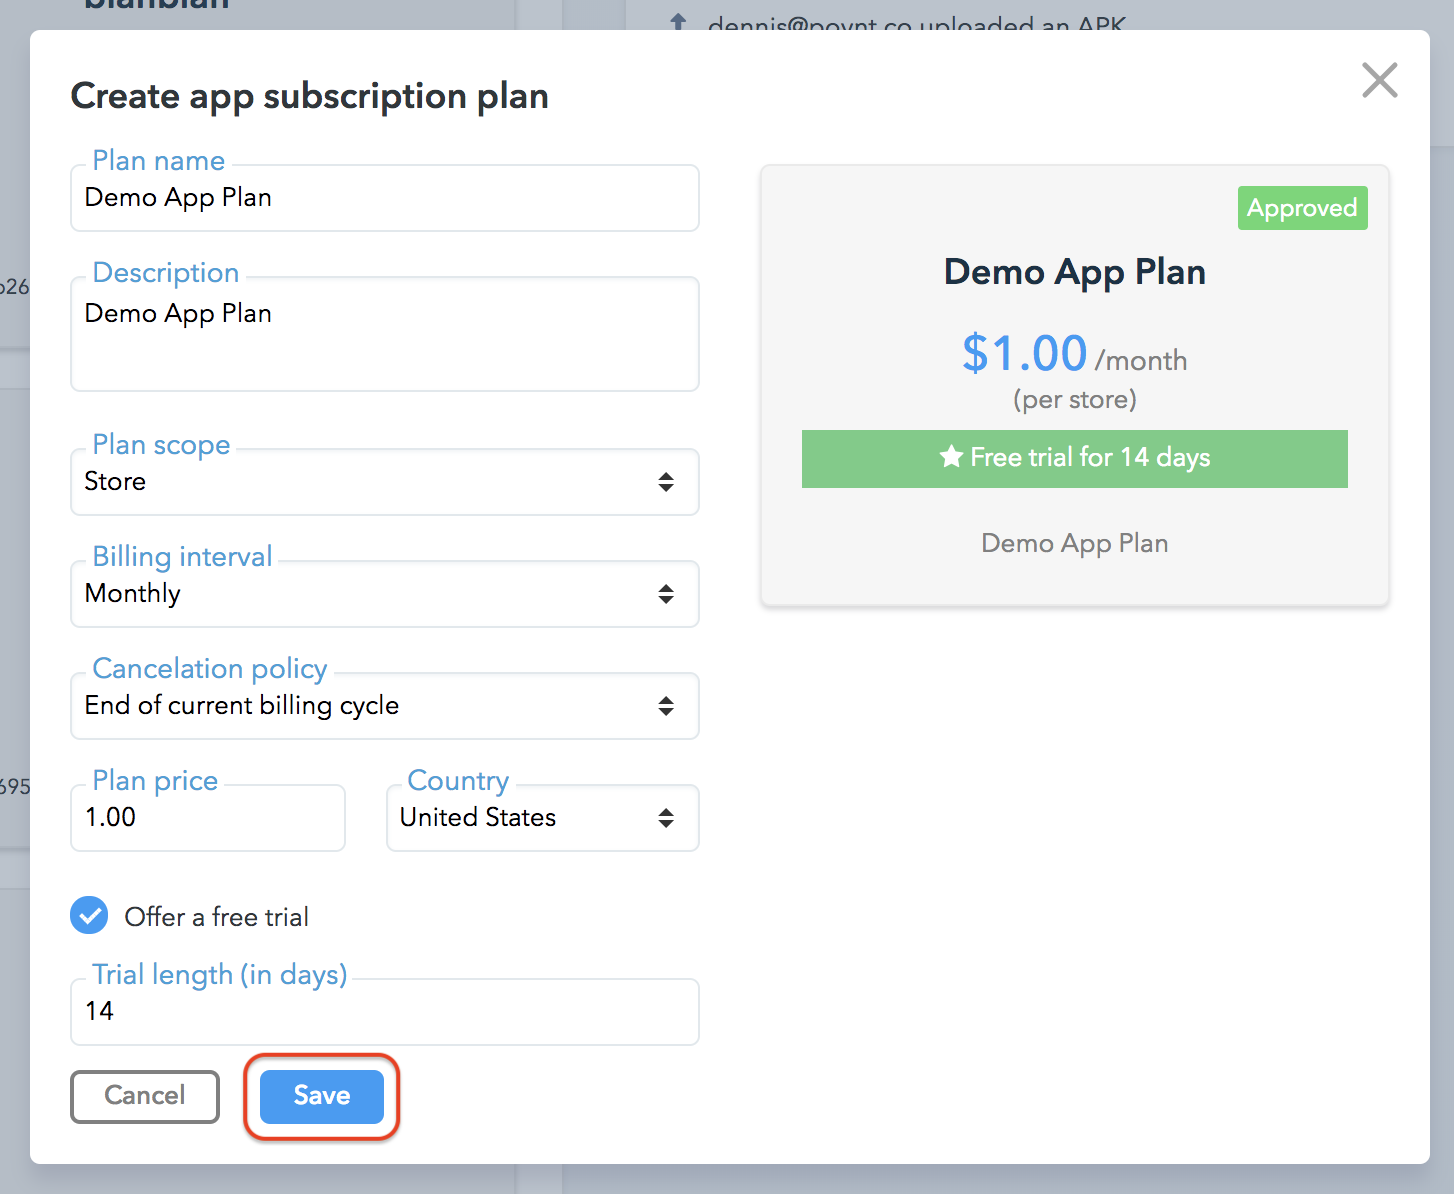 blahblah
dennis@poynt.co uploaded an APK
Create app subscription plan
Plan name
Demo App Plan
Description
Demo App Plan
Plan scope
Store
Billing interval
Monthly
Cancelation policy
End of current billing cycle
Plan price
1.00
Country
United States
Offer a free trial
Trial length (in days)
14
Cancel
Save
Approved
Demo App Plan
$1.00 /month
(per store)
Free trial for 14 days
Demo App Plan